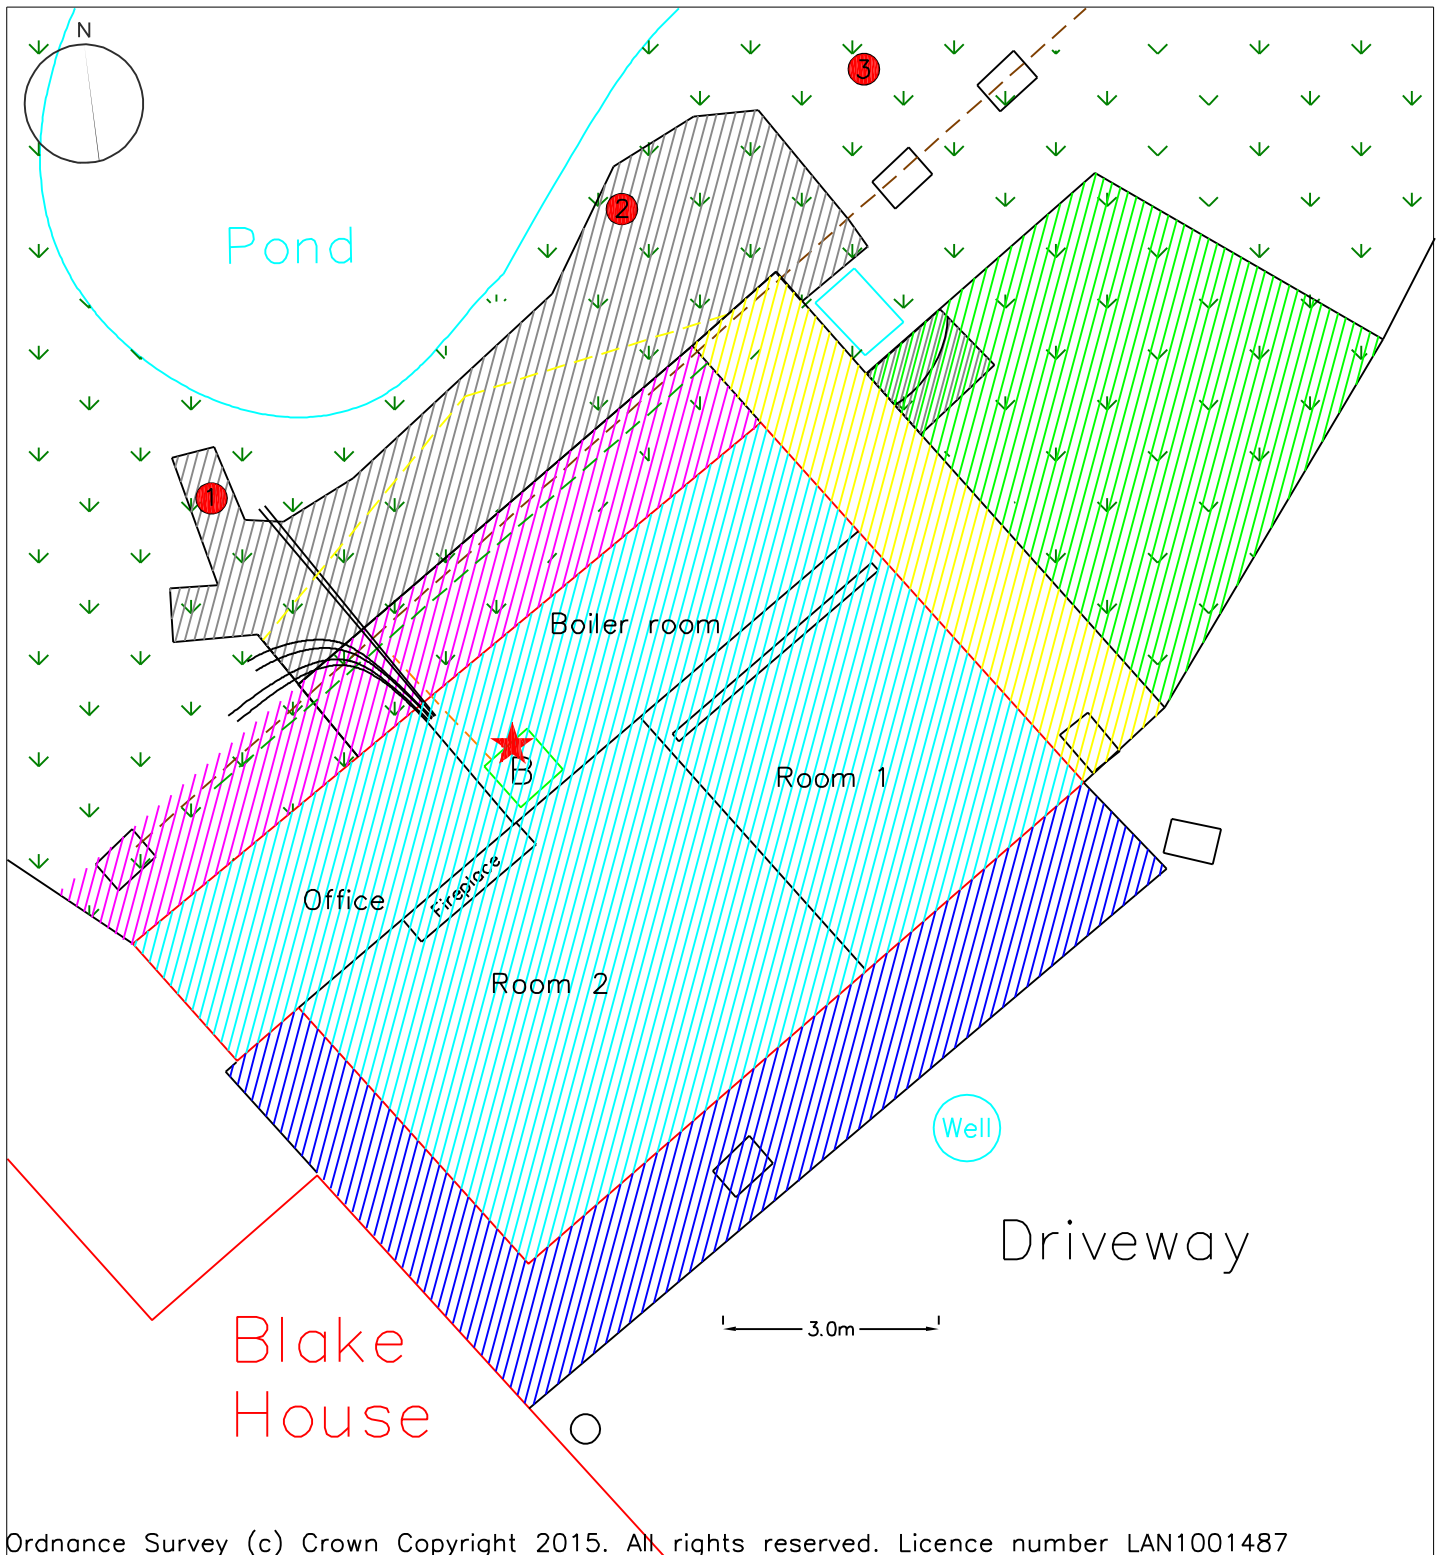 N
3
2
Pond
1
Boiler room
B
Room 1
Fireplace
Office
Room 2
Well
Driveway
3.0m
Blake
House
Ordnance Survey (c) Crown Copyright 2015. All rights reserved. Licence number LAN1001487